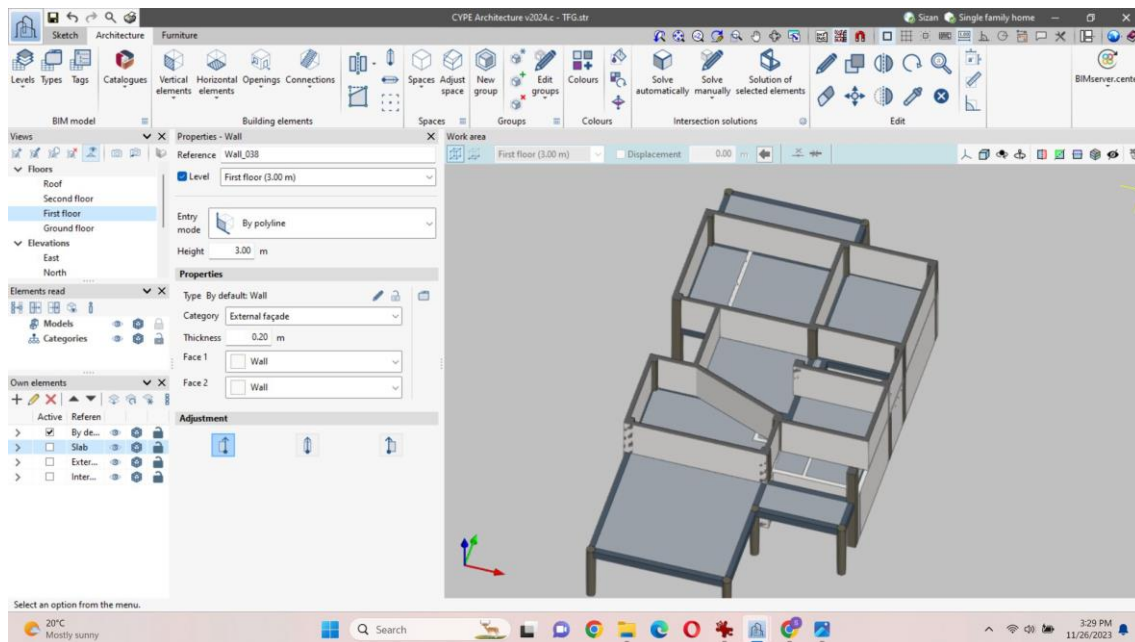 CYPE Architecture v2024.c - TFG.str
Sizan
Single family home
Sketch
Architecture
Furniture
Levels
Types
Tags
Catalogues
Vertical elements
Horizontal elements
Openings
Connections
Spaces
Adjust space
New group
Edit groups
Colours
Solve automatically
Solve manually
Solution of selected elements
BIMserver.cente
BIM model
Building elements
Spaces
Groups
Colours
Intersection solutions
Edit
Views
Floors
Roof
Second floor
First floor
Ground floor
Elevations
East
North
Elements read
Models
Categories
Own elements
Active
Referen
By de...
Slab
Exter...
Inter...
Properties - Wall
Reference
Wall_038
Level
First floor (3.00 m)
Entry mode
By polyline
Height
3.00 m
Properties
Type By default: Wall
Category
External façade
Thickness
0.20 m
Face 1
Wall
Face 2
Wall
Adjustment
Work area
First floor (3.00 m)
Displacement
0.00 m
Select an option from the menu.
20°C
Mostly sunny
Search
3:29 PM
11/26/2023